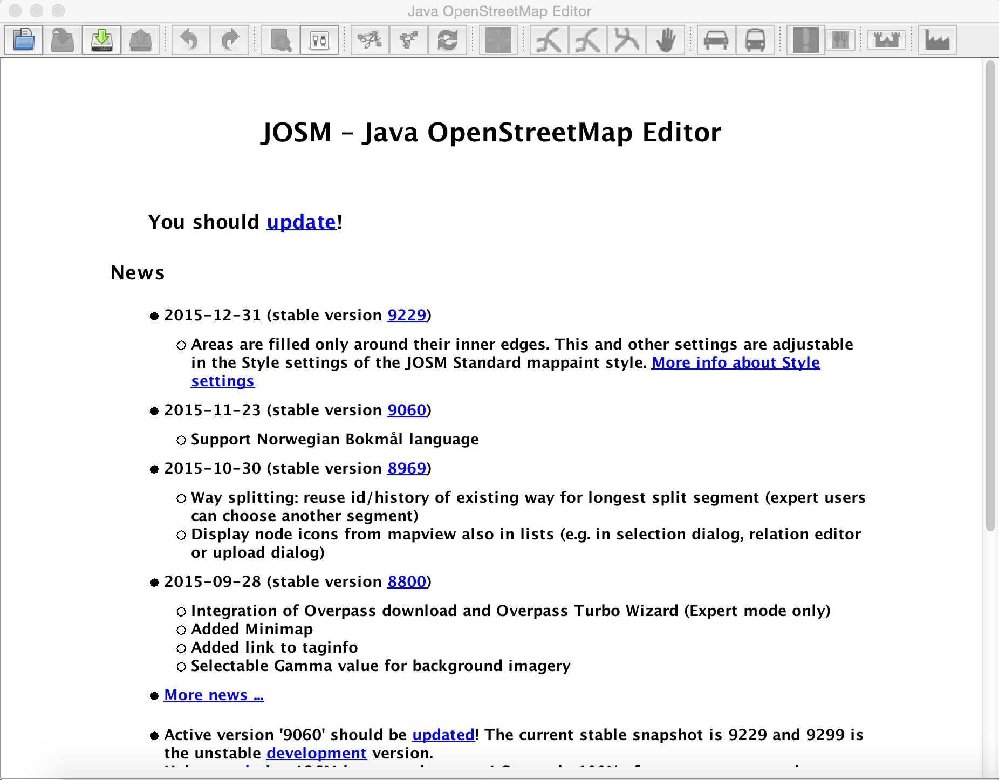 Java OpenStreetMap Editor
JOSM – Java OpenStreetMap Editor
You should update!
News
2015-12-31 (stable version 9229)
Areas are filled only around their inner edges. This and other settings are adjustable
in the Style settings of the JOSM Standard mappaint style. More info about Style
settings
2015-11-23 (stable version 9060)
Support Norwegian Bokmål language
2015-10-30 (stable version 8969)
Way splitting: reuse id/history of existing way for longest split segment (expert users
can choose another segment)
Display node icons from mapview also in lists (e.g. in selection dialog, relation editor
or upload dialog)
2015-09-28 (stable version 8800)
Integration of Overpass download and Overpass Turbo Wizard (Expert mode only)
Added Minimap
Added link to taginfo
Selectable Gamma value for background imagery
More news ...
Active version '9060' should be updated! The current stable snapshot is 9229 and 9299 is
the unstable development version.